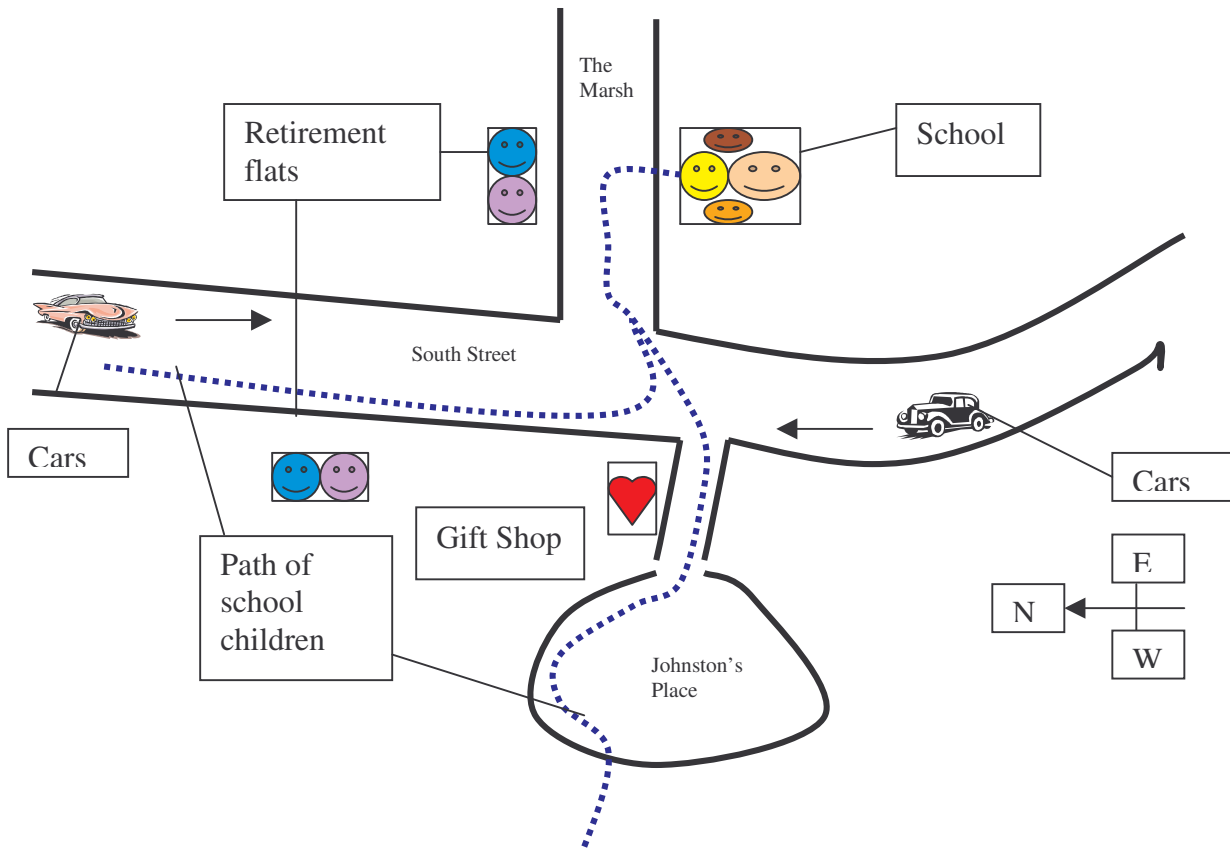 The
Marsh
Retirement
flats
School
South Street
Cars
Cars
Gift Shop
E
N
W
Path of
school
children
Johnston's
Place